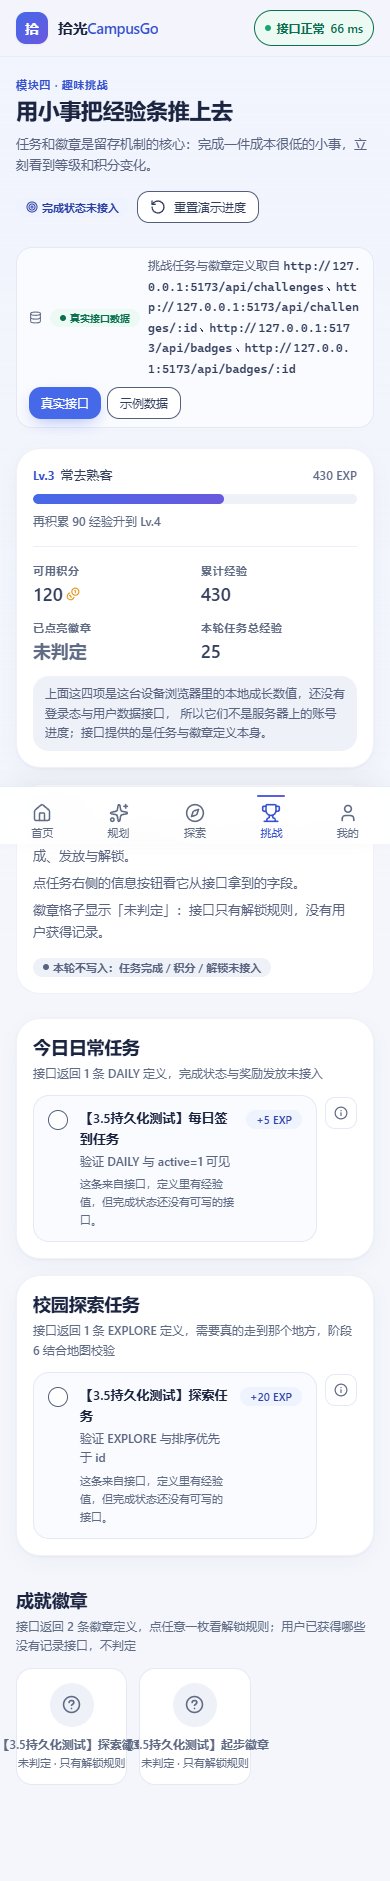 拾 拾光CampusGo 接口正常 66 ms
模块四 · 趣味挑战
用小事把经验条推上去
任务和徽章是留存机制的核心：完成一件成本很低的小事，立
刻看到等级和积分变化。
完成状态未接入 重置演示进度
真实接口数据
挑战任务与徽章定义取自 http://127.
0.0.1:5173/api/challenges、htt
p://127.0.0.1:5173/api/challen
ges/:id、http://127.0.0.1:517
3/api/badges、http://127.0.0.
1:5173/api/badges/:id
真实接口 示例数据
Lv.3 常去熟客 430 EXP
再积累 90 经验升到 Lv.4
可用积分 累计经验
120 430
已点亮徽章 本轮任务总经验
未判定 25
上面这四项是这台设备浏览器里的本地成长数值，还没有
登录态与用户数据接口， 所以它们不是服务器上的账号
进度；接口提供的是任务与徽章定义本身。
首页 规划 探索 挑战 我的
成、发放与解锁。
点任务右侧的信息按钮看它从接口拿到的字段。
徽章格子显示「未判定」：接口只有解锁规则，没有用
户获得记录。
本轮不写入：任务完成 / 积分 / 解锁未接入
今日日常任务
接口返回 1 条 DAILY 定义，完成状态与奖励发放未接入
【3.5持久化测试】每日签
到任务
+5 EXP
验证 DAILY 与 active=1 可见
这条来自接口，定义里有经验
值，但完成状态还没有可写的接
口。
校园探索任务
接口返回 1 条 EXPLORE 定义，需要真的走到那个地方，阶段
6 结合地图校验
【3.5持久化测试】探索任
务
+20 EXP
验证 EXPLORE 与排序优先
于 id
这条来自接口，定义里有经验
值，但完成状态还没有可写的
接口。
成就徽章
接口返回 2 条徽章定义，点任意一枚看解锁规则；用户已获得哪些
没有记录接口，不判定
【3.5持久化测试】探索徽
3.5持久化测试】起步徽章
未判定 · 只有解锁规则 未判定 · 只有解锁规则